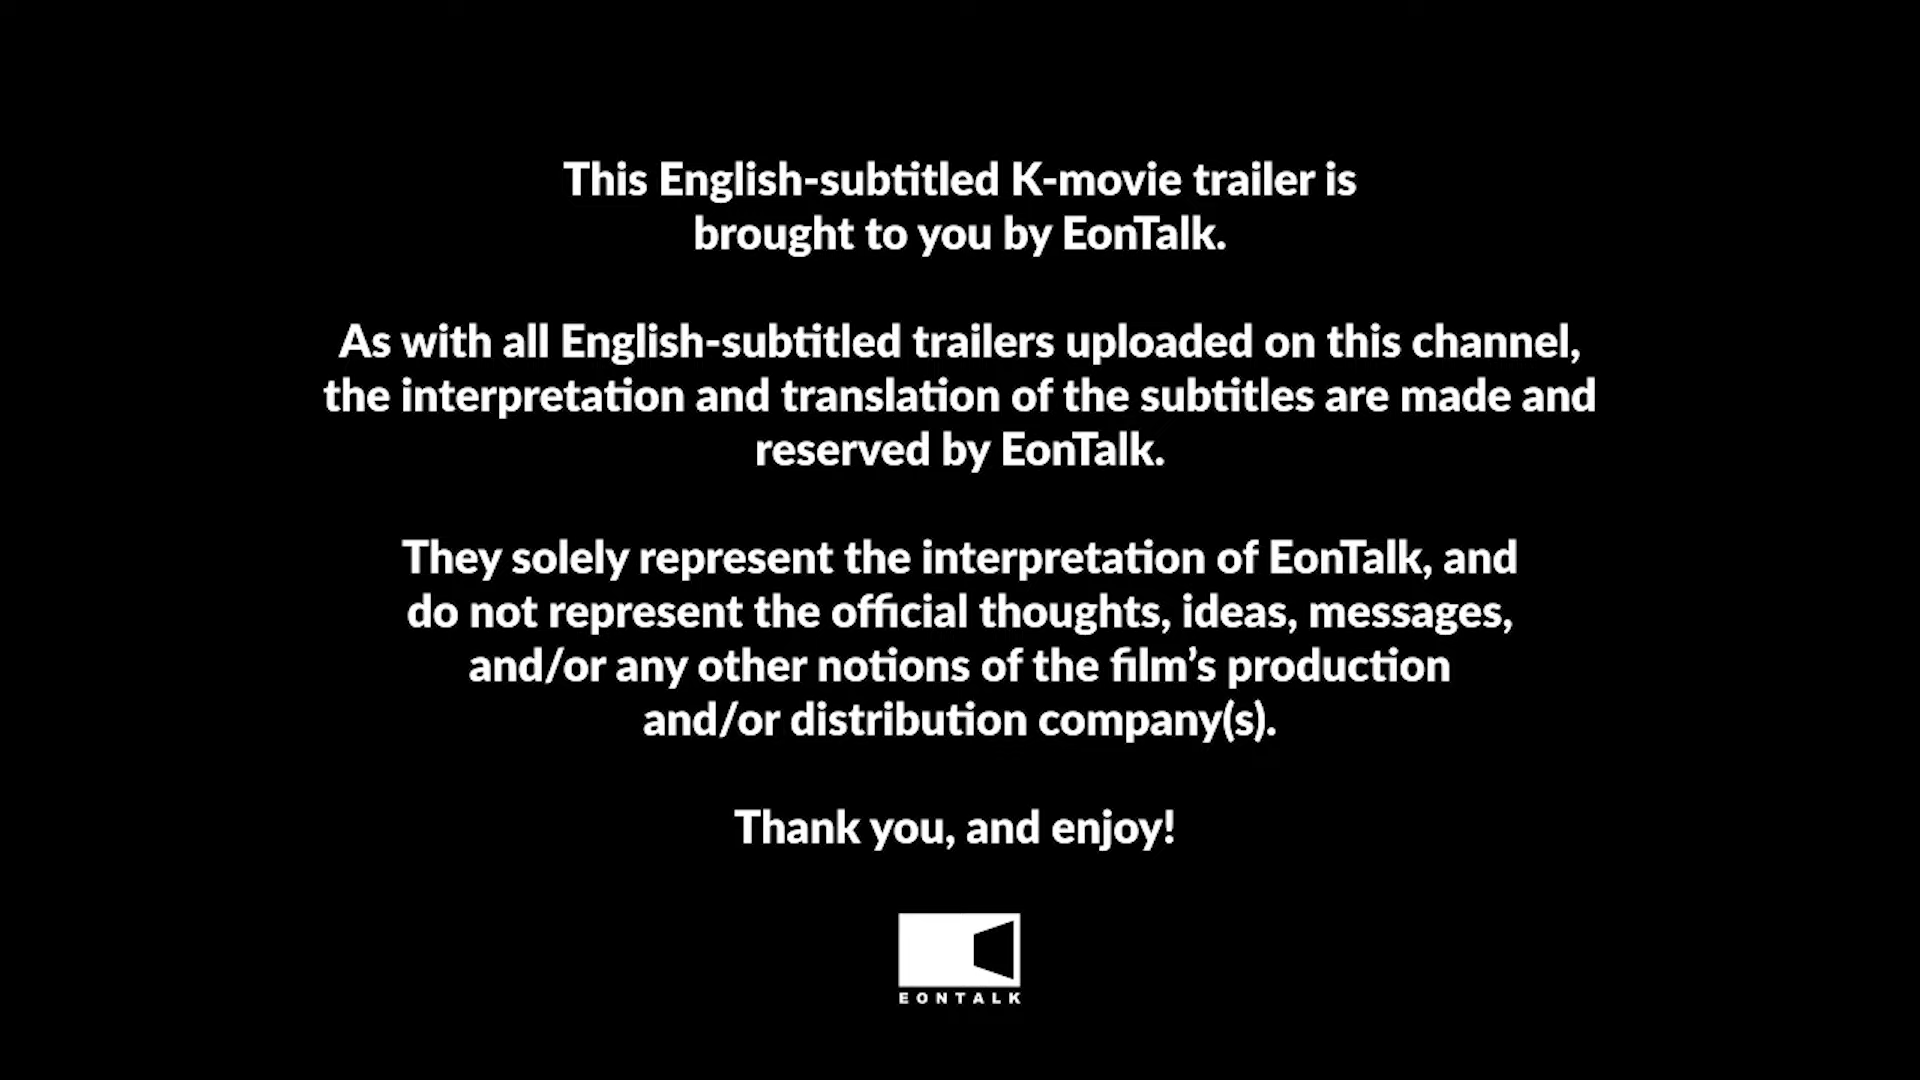 This English-subtitled K-movie trailer is
brought to you by EonTalk.
As with all English-subtitled trailers uploaded on this channel,
the interpretation and translation of the subtitles are made and
reserved by EonTalk.
They solely represent the interpretation of EonTalk, and
do not represent the official thoughts, ideas, messages,
and/or any other notions of the film’s production
and/or distribution company(s).
Thank you, and enjoy!
EONTALK